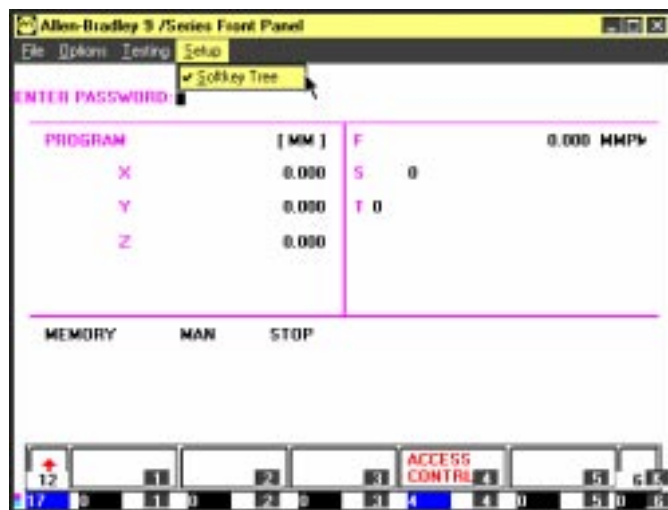 Allen-Bradley 9 /Series Front Panel
File Options Testing Setup
✔ Softkey Tree
ENTER PASSWORD:
PROGRAM [ MM ] F 0.000 MMPM
X 0.000 S 0
Y 0.000 T 0
Z 0.000
MEMORY MAN STOP
ACCESS
CONTRL
12 1 2 3 4 5 6
17 0 1 0 2 0 3 4 4 0 5 0 6